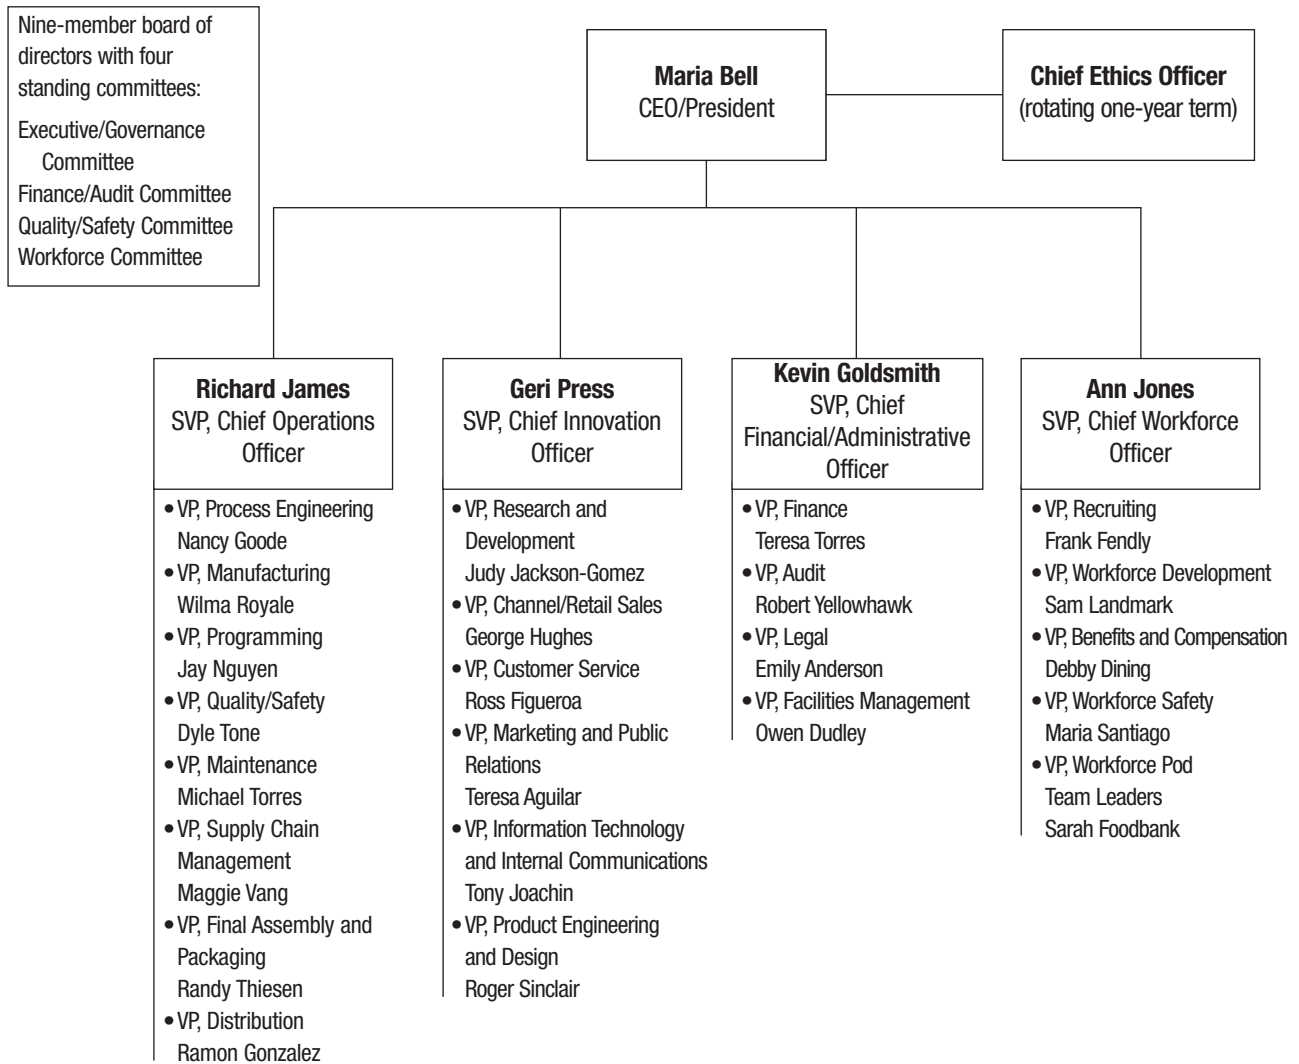 Nine-member board of
directors with four
standing committees:
Executive/Governance
Committee
Finance/Audit Committee
Quality/Safety Committee
Workforce Committee
Maria Bell
CEO/President
Chief Ethics Officer
(rotating one-year term)
Richard James
SVP, Chief Operations
Officer
• VP, Process Engineering
Nancy Goode
• VP, Manufacturing
Wilma Royale
• VP, Programming
Jay Nguyen
• VP, Quality/Safety
Dyle Tone
• VP, Maintenance
Michael Torres
• VP, Supply Chain
Management
Maggie Vang
• VP, Final Assembly and
Packaging
Randy Thiesen
• VP, Distribution
Ramon Gonzalez
Geri Press
SVP, Chief Innovation
Officer
• VP, Research and
Development
Judy Jackson-Gomez
• VP, Channel/Retail Sales
George Hughes
• VP, Customer Service
Ross Figueroa
• VP, Marketing and Public
Relations
Teresa Aguilar
• VP, Information Technology
and Internal Communications
Tony Joachin
• VP, Product Engineering
and Design
Roger Sinclair
Kevin Goldsmith
SVP, Chief
Financial/Administrative
Officer
• VP, Finance
Teresa Torres
• VP, Audit
Robert Yellowhawk
• VP, Legal
Emily Anderson
• VP, Facilities Management
Owen Dudley
Ann Jones
SVP, Chief Workforce
Officer
• VP, Recruiting
Frank Fendly
• VP, Workforce Development
Sam Landmark
• VP, Benefits and Compensation
Debby Dining
• VP, Workforce Safety
Maria Santiago
• VP, Workforce Pod
Team Leaders
Sarah Foodbank